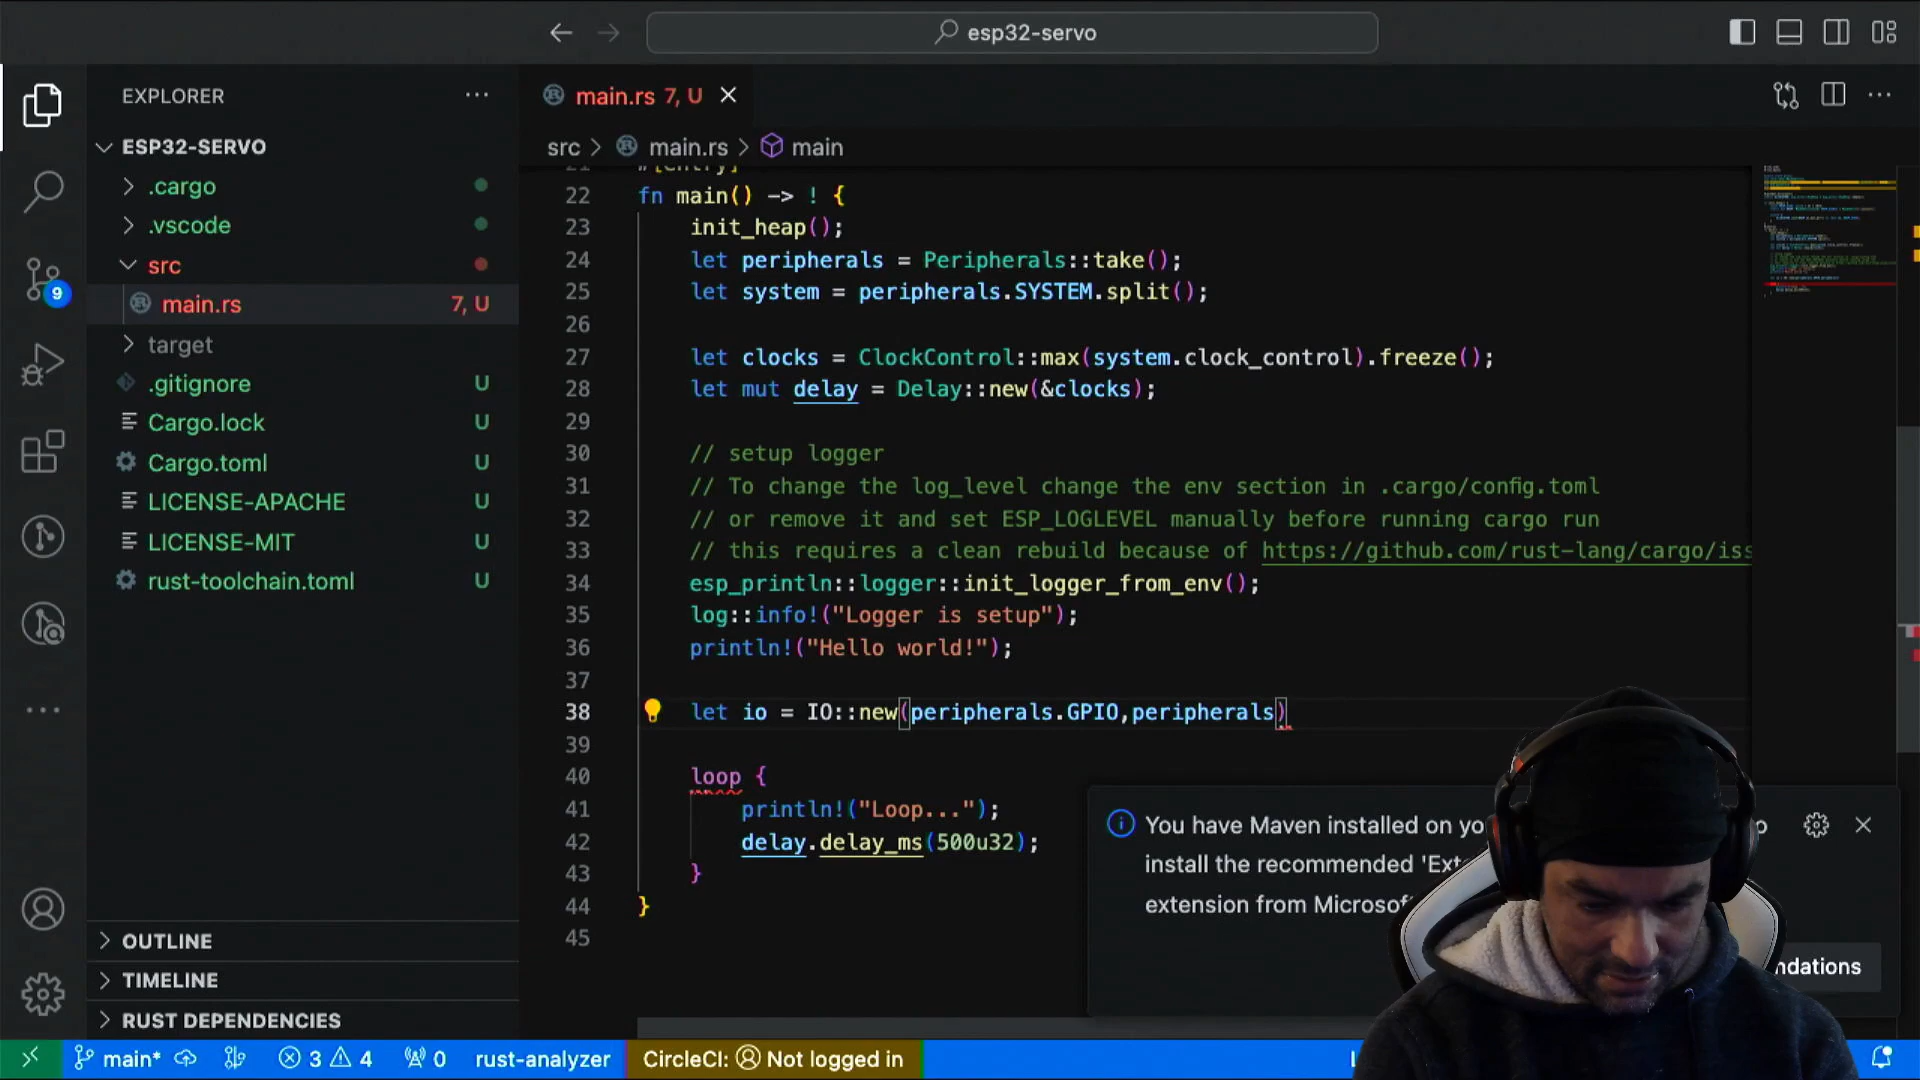 esp32-servo
EXPLORER
main.rs 7, U
ESP32-SERVO
src > main.rs > main
.cargo
.vscode
src
main.rs 7, U
target
.gitignore U
Cargo.lock U
Cargo.toml U
LICENSE-APACHE U
LICENSE-MIT U
rust-toolchain.toml U
OUTLINE
TIMELINE
RUST DEPENDENCIES
9
21 #[entry]
22 fn main() -> ! {
23 init_heap();
24 let peripherals = Peripherals::take();
25 let system = peripherals.SYSTEM.split();
26
27 let clocks = ClockControl::max(system.clock_control).freeze();
28 let mut delay = Delay::new(&clocks);
29
30 // setup logger
31 // To change the log_level change the env section in .cargo/config.toml
32 // or remove it and set ESP_LOGLEVEL manually before running cargo run
33 // this requires a clean rebuild because of https://github.com/rust-lang/cargo/iss
34 esp_println::logger::init_logger_from_env();
35 log::info!("Logger is setup");
36 println!("Hello world!");
37
38 let io = IO::new(peripherals.GPIO,peripherals)
39
40 loop {
41 println!("Loop...");
42 delay.delay_ms(500u32);
43 }
44 }
45
You have Maven installed on yo
install the recommended 'Ext
extension from Microsof
ndations
main* 3 4 0 rust-analyzer CircleCI: Not logged in